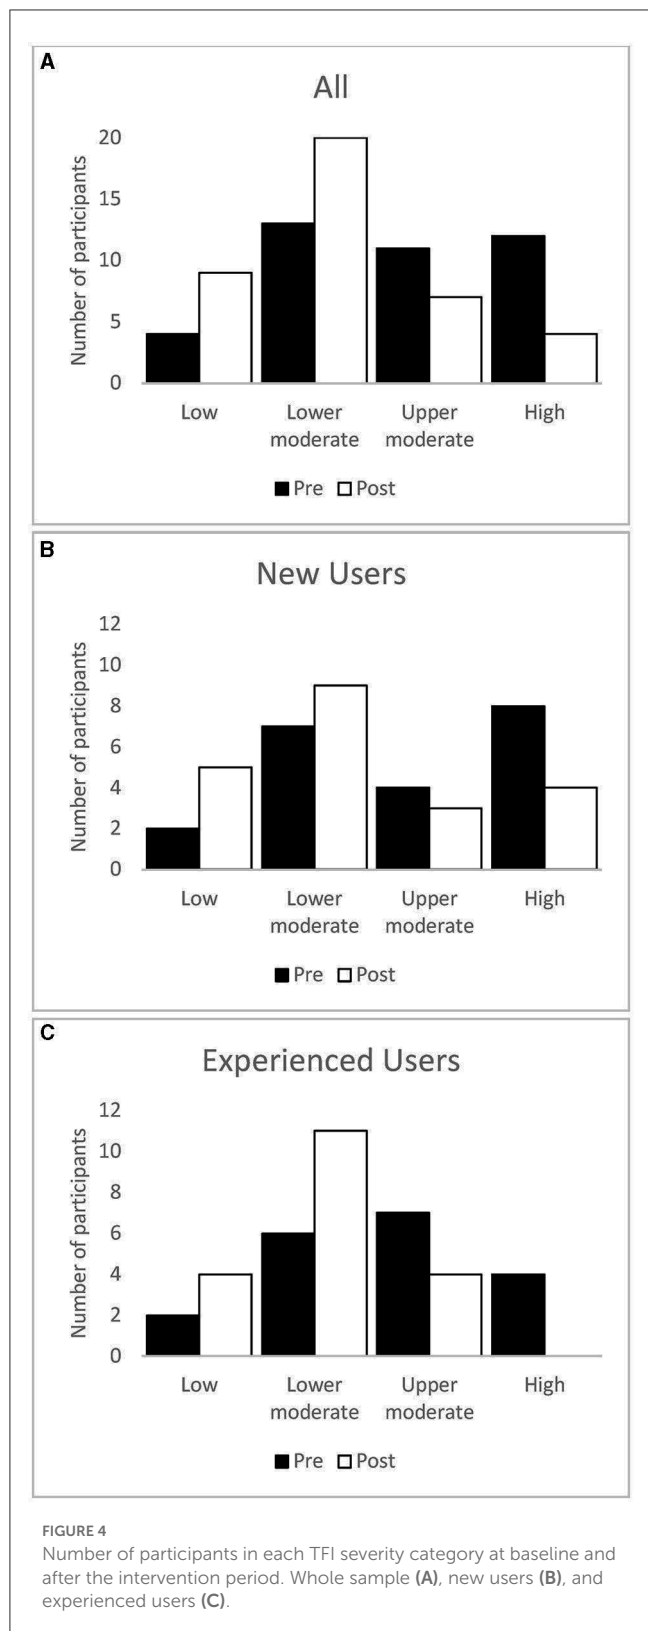 A
All
Number of participants
20
15
10
5
0
Low
Lower
moderate
Upper
moderate
High
Pre
Post
B
New Users
Number of participants
12
10
8
6
4
2
0
Low
Lower
moderate
Upper
moderate
High
Pre
Post
C
Experienced Users
Number of participants
12
10
8
6
4
2
0
Low
Lower
moderate
Upper
moderate
High
Pre
Post
FIGURE 4
Number of participants in each TFI severity category at baseline and
after the intervention period. Whole sample (A), new users (B), and
experienced users (C).